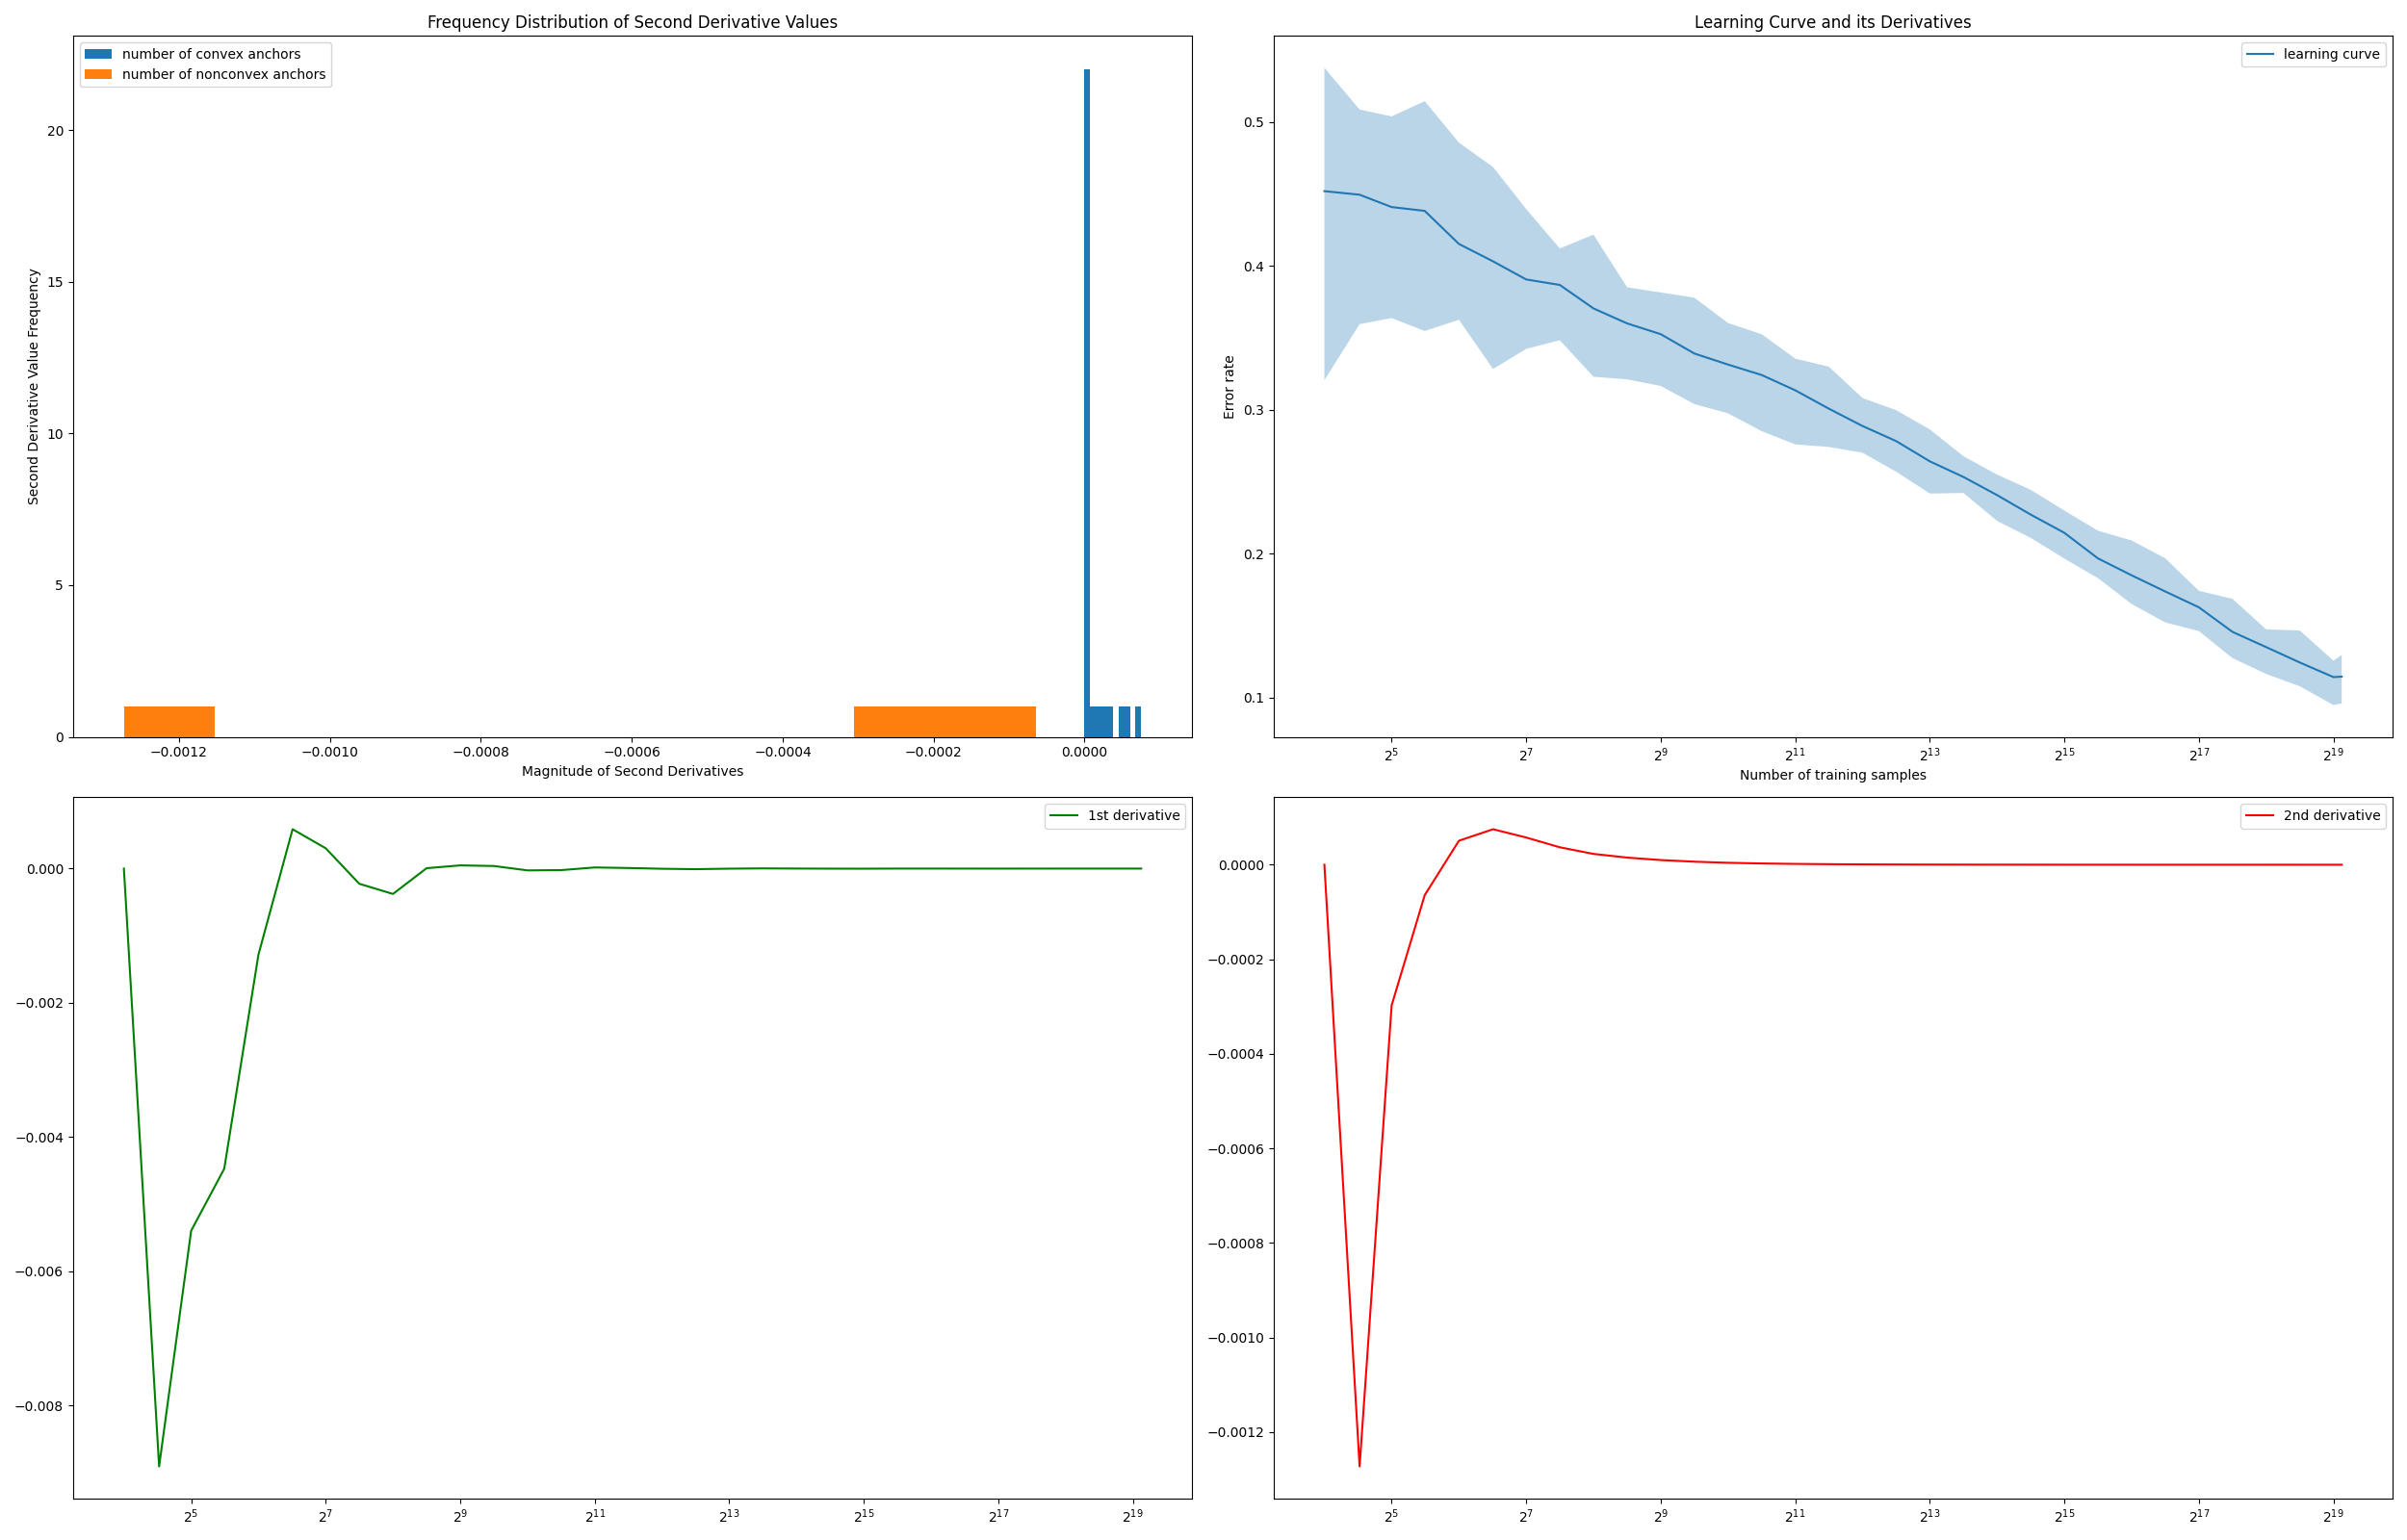 Frequency Distribution of Second Derivative Values
number of convex anchors
number of nonconvex anchors
20
15
10
5
0
Second Derivative Value Frequency
−0.0012 −0.0010 −0.0008 −0.0006 −0.0004 −0.0002 0.0000
Magnitude of Second Derivatives
Learning Curve and its Derivatives
learning curve
0.5
0.4
0.3
0.2
0.1
Error rate
2^5 2^7 2^9 2^11 2^13 2^15 2^17 2^19
Number of training samples
1st derivative
0.000
−0.002
−0.004
−0.006
−0.008
2^5 2^7 2^9 2^11 2^13 2^15 2^17 2^19
2nd derivative
0.0000
−0.0002
−0.0004
−0.0006
−0.0008
−0.0010
−0.0012
2^5 2^7 2^9 2^11 2^13 2^15 2^17 2^19